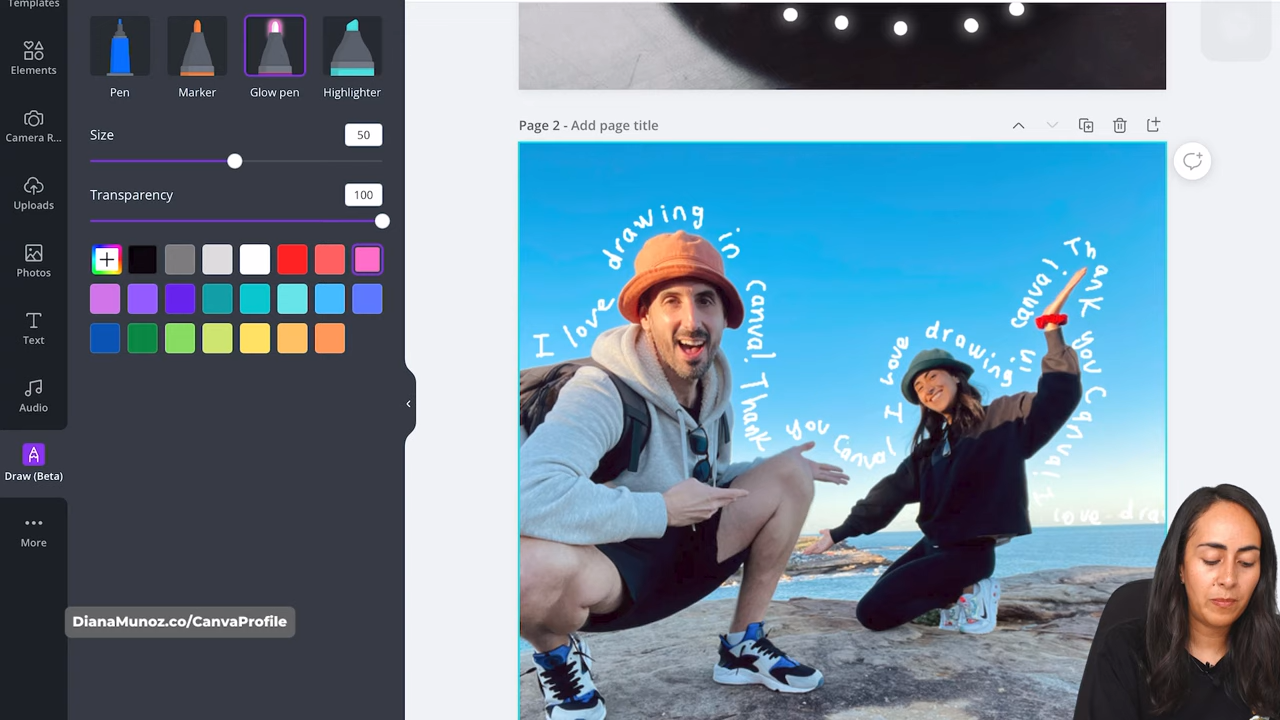 Templates
Elements
Camera R...
Uploads
Photos
Text
Audio
Draw (Beta)
More
Pen
Marker
Glow pen
Highlighter
Size
50
Transparency
100
DianaMunoz.co/CanvaProfile
Page 2 - Add page title
I love drawing in Canva! Thank you Canva! I love drawing in Canva! Thank you Canva! I love dra